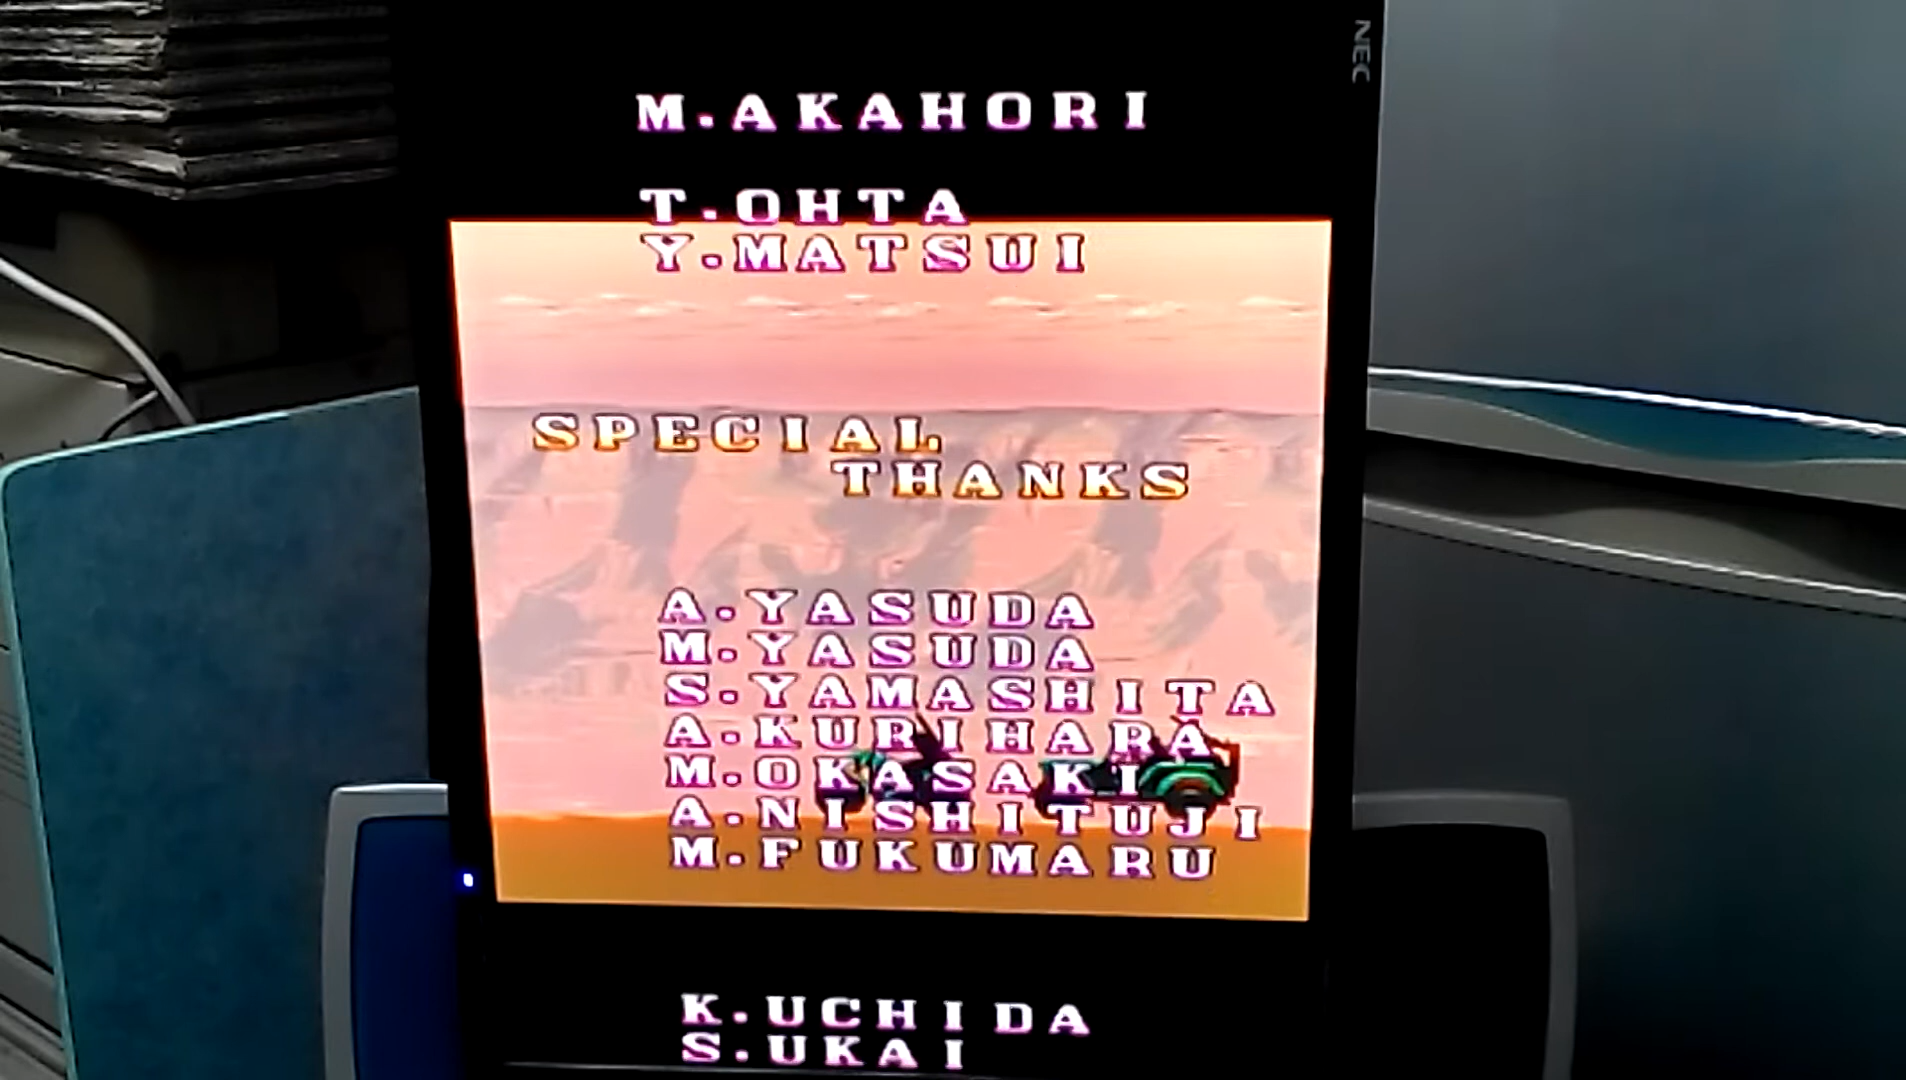 NEC
M.AKAHORI
T.OHTA
Y.MATSUI
SPECIAL
THANKS
A.YASUDA
M.YASUDA
S.YAMASHITA
A.KURIHARA
M.OKASAKI
A.NISHITUJI
M.FUKUMARU
K.UCHIDA
S.UKAI